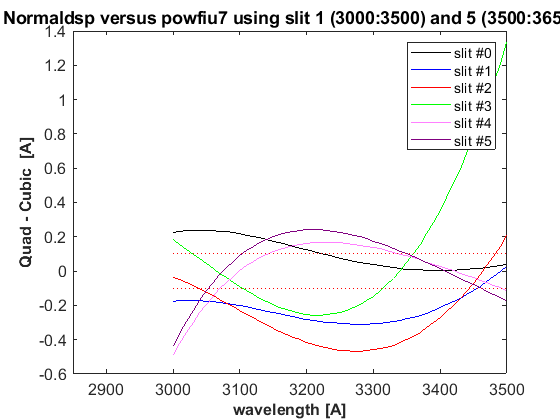 Normaldsp versus powfiu7 using slit 1 (3000:3500) and 5 (3500:365
1.4
1.2
1
0.8
0.6
0.4
0.2
0
-0.2
-0.4
-0.6
Quad - Cubic [A]
slit #0
slit #1
slit #2
slit #3
slit #4
slit #5
2900 3000 3100 3200 3300 3400 3500
wavelength [A]